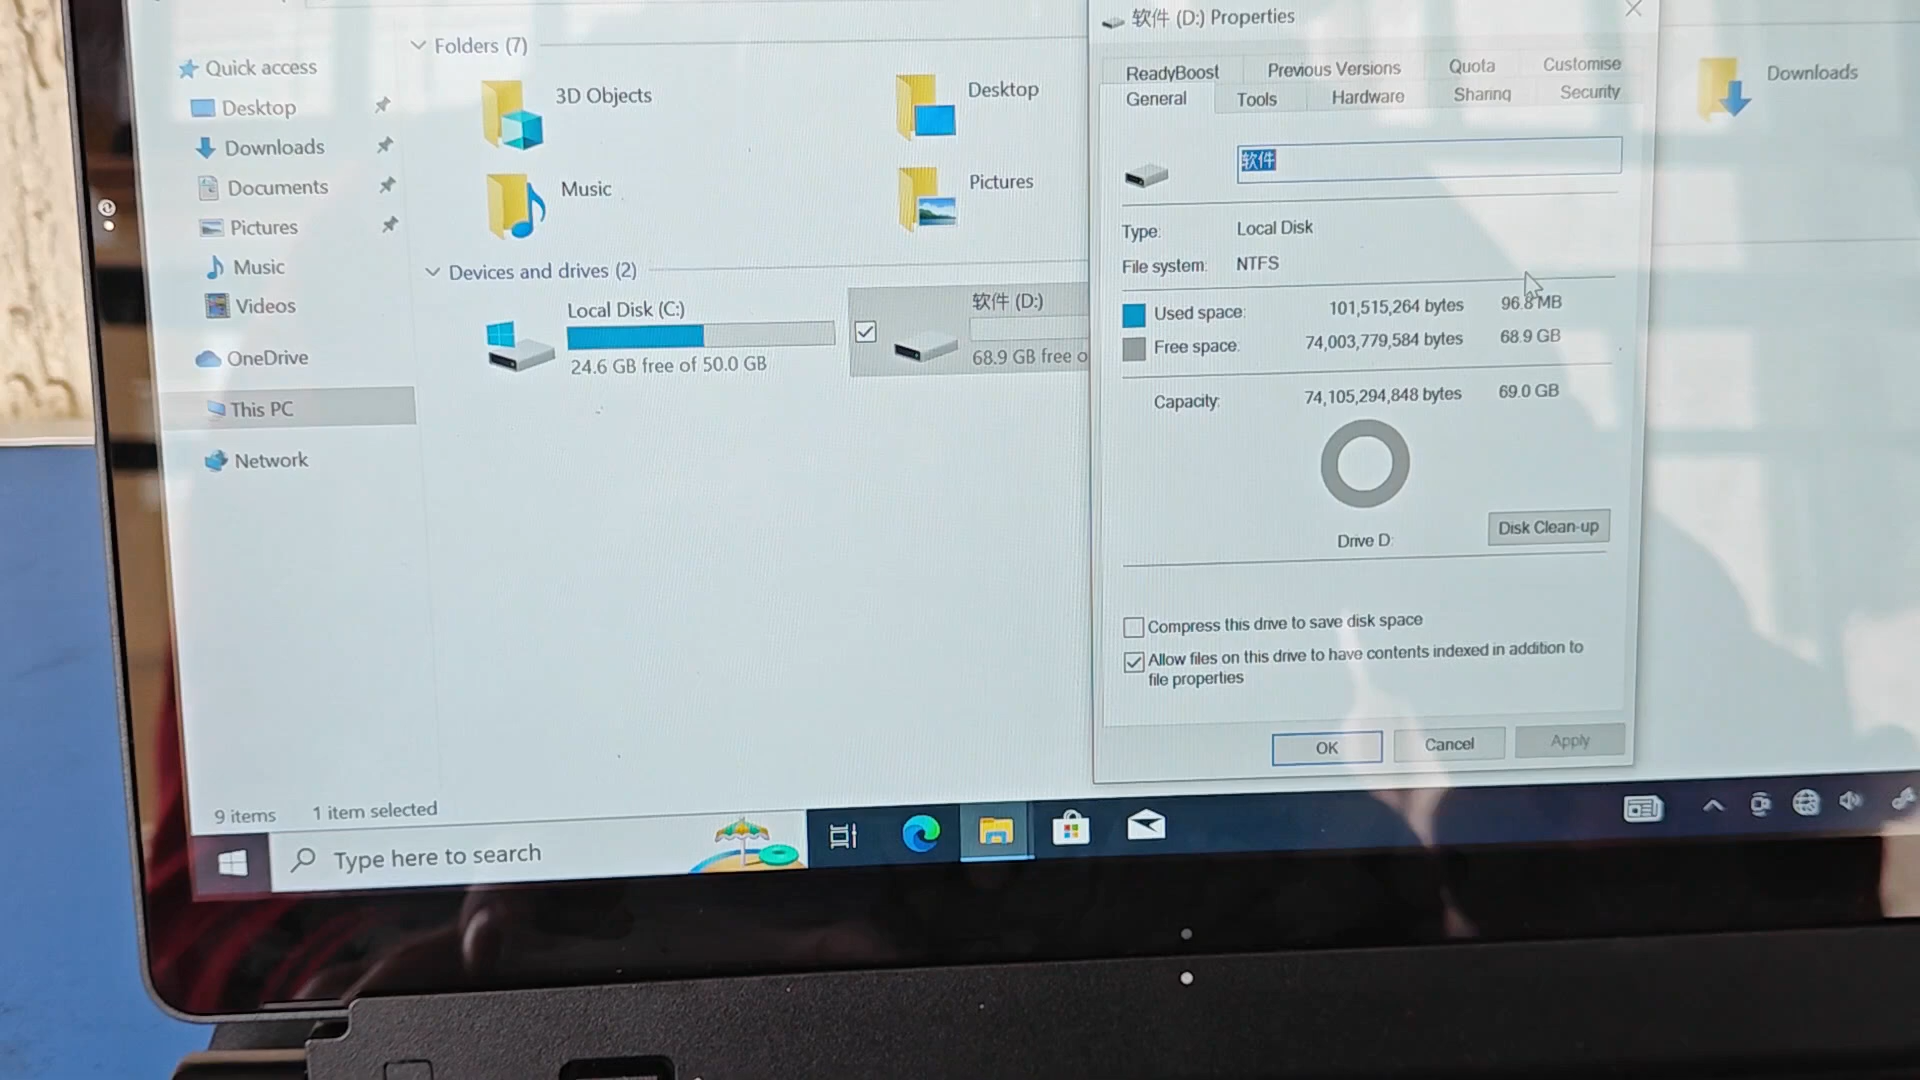 软件 (D:) Properties
ReadyBoost
Previous Versions
Quota
Customise
General
Tools
Hardware
Sharing
Security
软件
Type:
Local Disk
File system:
NTFS
Used space:
101,515,264 bytes
96.8 MB
Free space:
74,003,779,584 bytes
68.9 GB
Capacity:
74,105,294,848 bytes
69.0 GB
Drive D:
Disk Clean-up
Compress this drive to save disk space
Allow files on this drive to have contents indexed in addition to
file properties
OK
Cancel
Apply
Quick access
Desktop
Downloads
Documents
Pictures
Music
Videos
OneDrive
This PC
Network
Folders (7)
3D Objects
Desktop
Music
Pictures
Downloads
Devices and drives (2)
Local Disk (C:)
24.6 GB free of 50.0 GB
软件 (D:)
68.9 GB free o
9 items
1 item selected
Type here to search